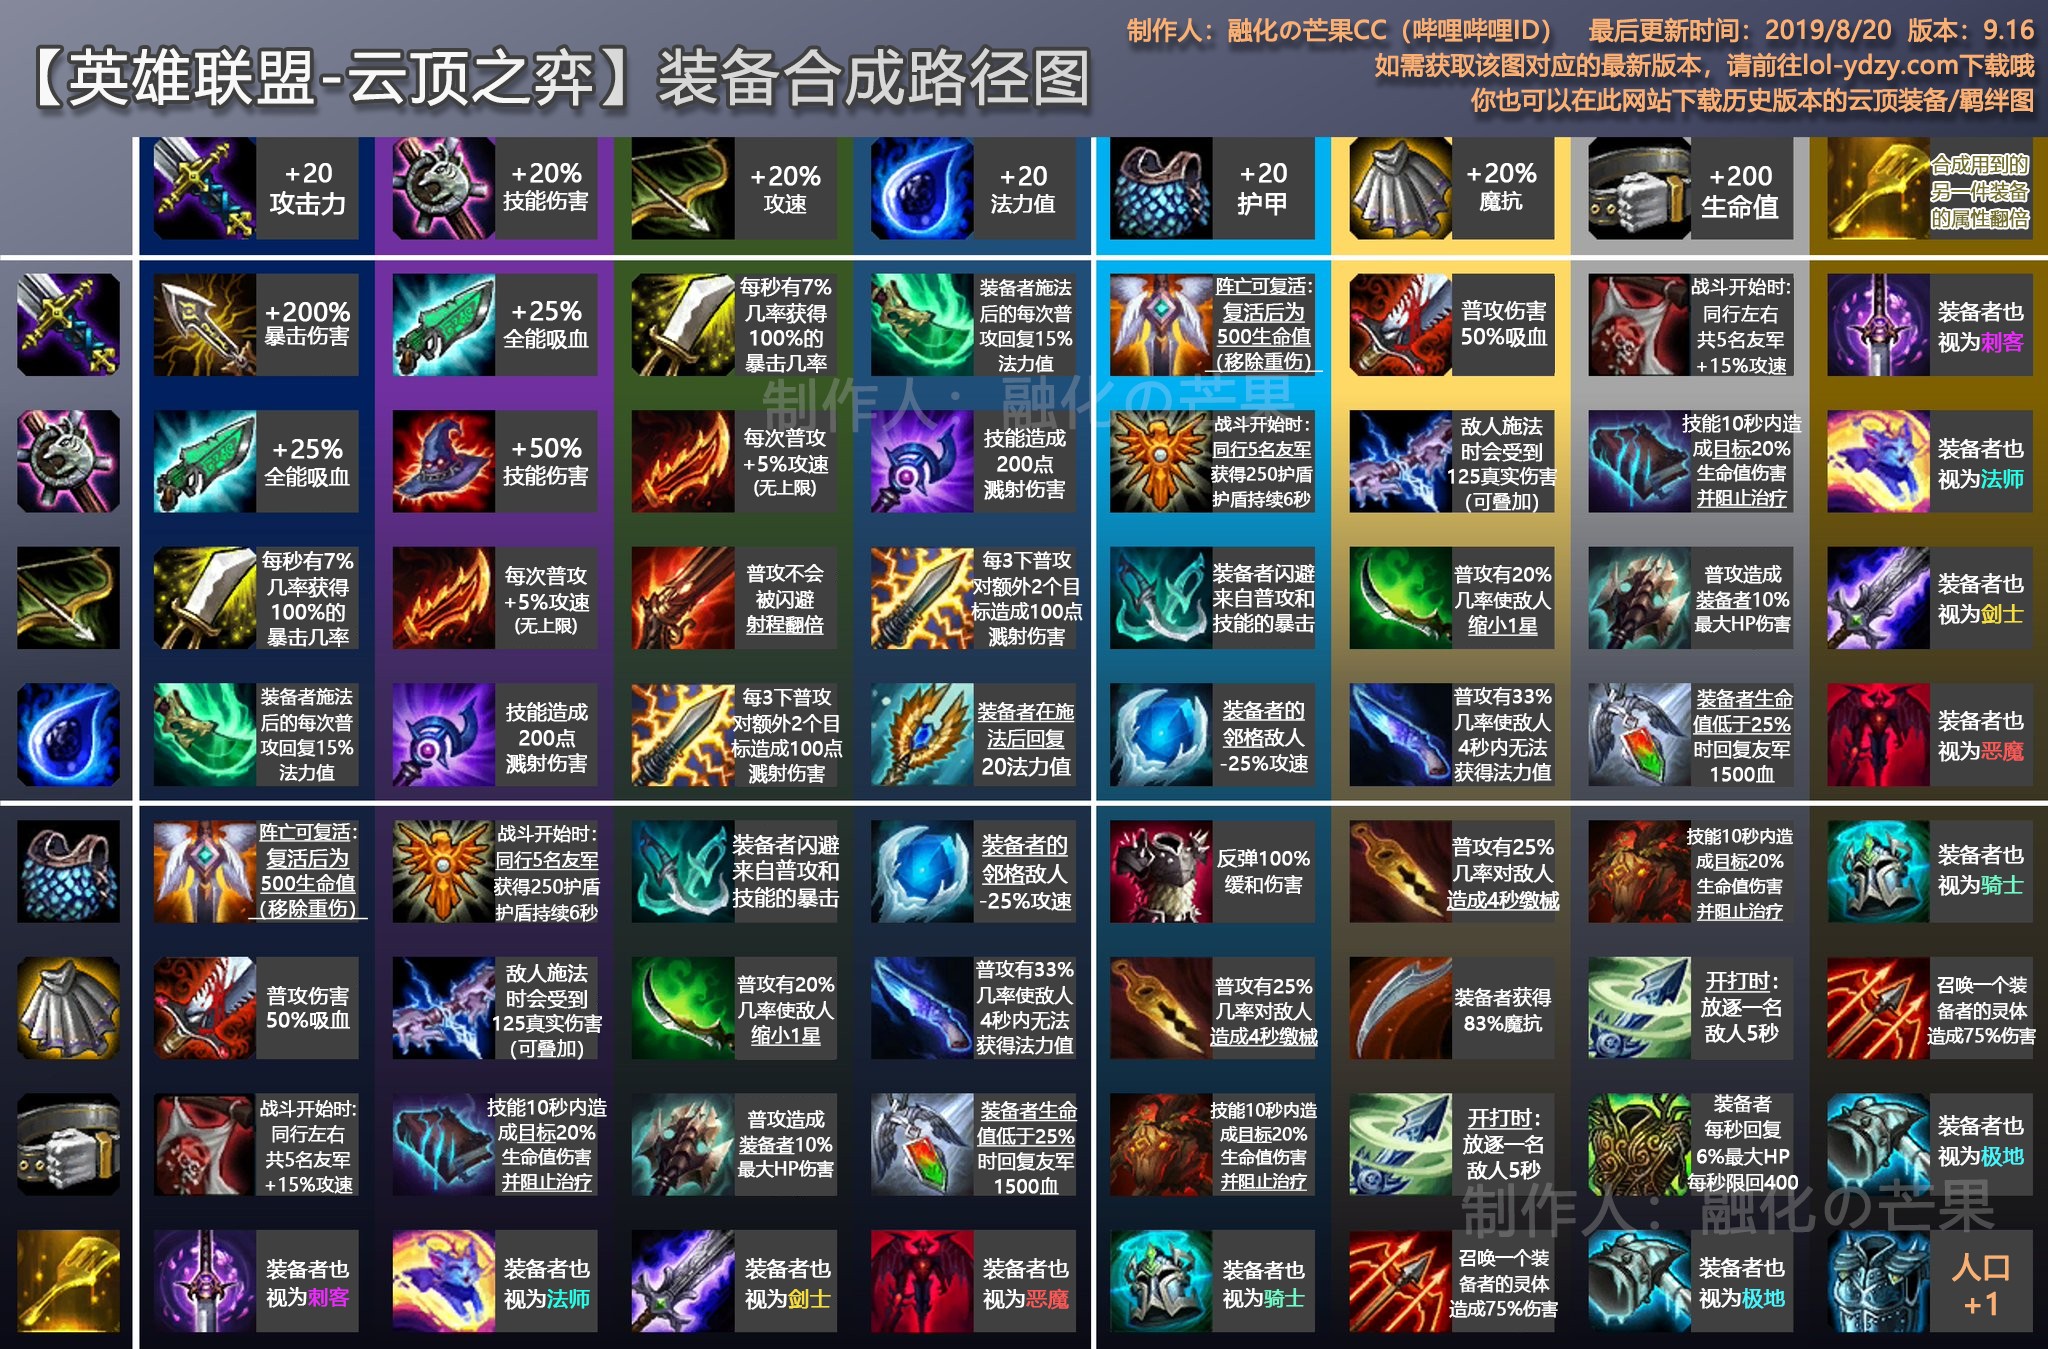 【英雄联盟-云顶之弈】装备合成路径图
制作人：融化の芒果CC（哔哩哔哩ID） 最后更新时间：2019/8/20 版本：9.16
如需获取该图对应的最新版本，请前往lol-ydzy.com下载哦
你也可以在此网站下载历史版本的云顶装备/羁绊图
+20
攻击力
+20%
技能伤害
+20%
攻速
+20
法力值
+20
护甲
+20%
魔抗
+200
生命值
合成用到的
另一件装备
的属性翻倍
+200%
暴击伤害
+25%
全能吸血
每秒有7%
几率获得
100%的
暴击几率
装备者施法
后的每次普
攻回复15%
法力值
阵亡可复活：
复活后为
500生命值
（移除重伤）
普攻伤害
50%吸血
战斗开始时:
同行左右
共5名友军
+15%攻速
装备者也
视为刺客
制作人：融化の芒果
+25%
全能吸血
+50%
技能伤害
每次普攻
+5%攻速
(无上限)
技能造成
200点
溅射伤害
战斗开始时：
同行5名友军
获得250护盾
护盾持续6秒
敌人施法
时会受到
125真实伤害
(可叠加)
技能10秒内造
成目标20%
生命值伤害
并阻止治疗
装备者也
视为法师
每秒有7%
几率获得
100%的
暴击几率
每次普攻
+5%攻速
(无上限)
普攻不会
被闪避
射程翻倍
每3下普攻
对额外2个目
标造成100点
溅射伤害
装备者闪避
来自普攻和
技能的暴击
普攻有20%
几率使敌人
缩小1星
普攻造成
装备者10%
最大HP伤害
装备者也
视为剑士
装备者施法
后的每次普
攻回复15%
法力值
技能造成
200点
溅射伤害
每3下普攻
对额外2个目
标造成100点
溅射伤害
装备者在施
法后回复
20法力值
装备者的
邻格敌人
-25%攻速
普攻有33%
几率使敌人
4秒内无法
获得法力值
装备者生命
值低于25%
时回复友军
1500血
装备者也
视为恶魔
阵亡可复活：
复活后为
500生命值
（移除重伤）
战斗开始时：
同行5名友军
获得250护盾
护盾持续6秒
装备者闪避
来自普攻和
技能的暴击
装备者的
邻格敌人
-25%攻速
反弹100%
缓和伤害
普攻有25%
几率对敌人
造成4秒缴械
技能10秒内造
成目标20%
生命值伤害
并阻止治疗
装备者也
视为骑士
普攻伤害
50%吸血
敌人施法
时会受到
125真实伤害
(可叠加)
普攻有20%
几率使敌人
缩小1星
普攻有33%
几率使敌人
4秒内无法
获得法力值
普攻有25%
几率对敌人
造成4秒缴械
装备者获得
83%魔抗
开打时：
放逐一名
敌人5秒
召唤一个装
备者的灵体
造成75%伤害
战斗开始时:
同行左右
共5名友军
+15%攻速
技能10秒内造
成目标20%
生命值伤害
并阻止治疗
普攻造成
装备者10%
最大HP伤害
装备者生命
值低于25%
时回复友军
1500血
技能10秒内造
成目标20%
生命值伤害
并阻止治疗
开打时：
放逐一名
敌人5秒
装备者
每秒回复
6%最大HP
每秒限回400
装备者也
视为极地
制作人：融化の芒果
装备者也
视为刺客
装备者也
视为法师
装备者也
视为剑士
装备者也
视为恶魔
装备者也
视为骑士
召唤一个装
备者的灵体
造成75%伤害
装备者也
视为极地
人口
+1